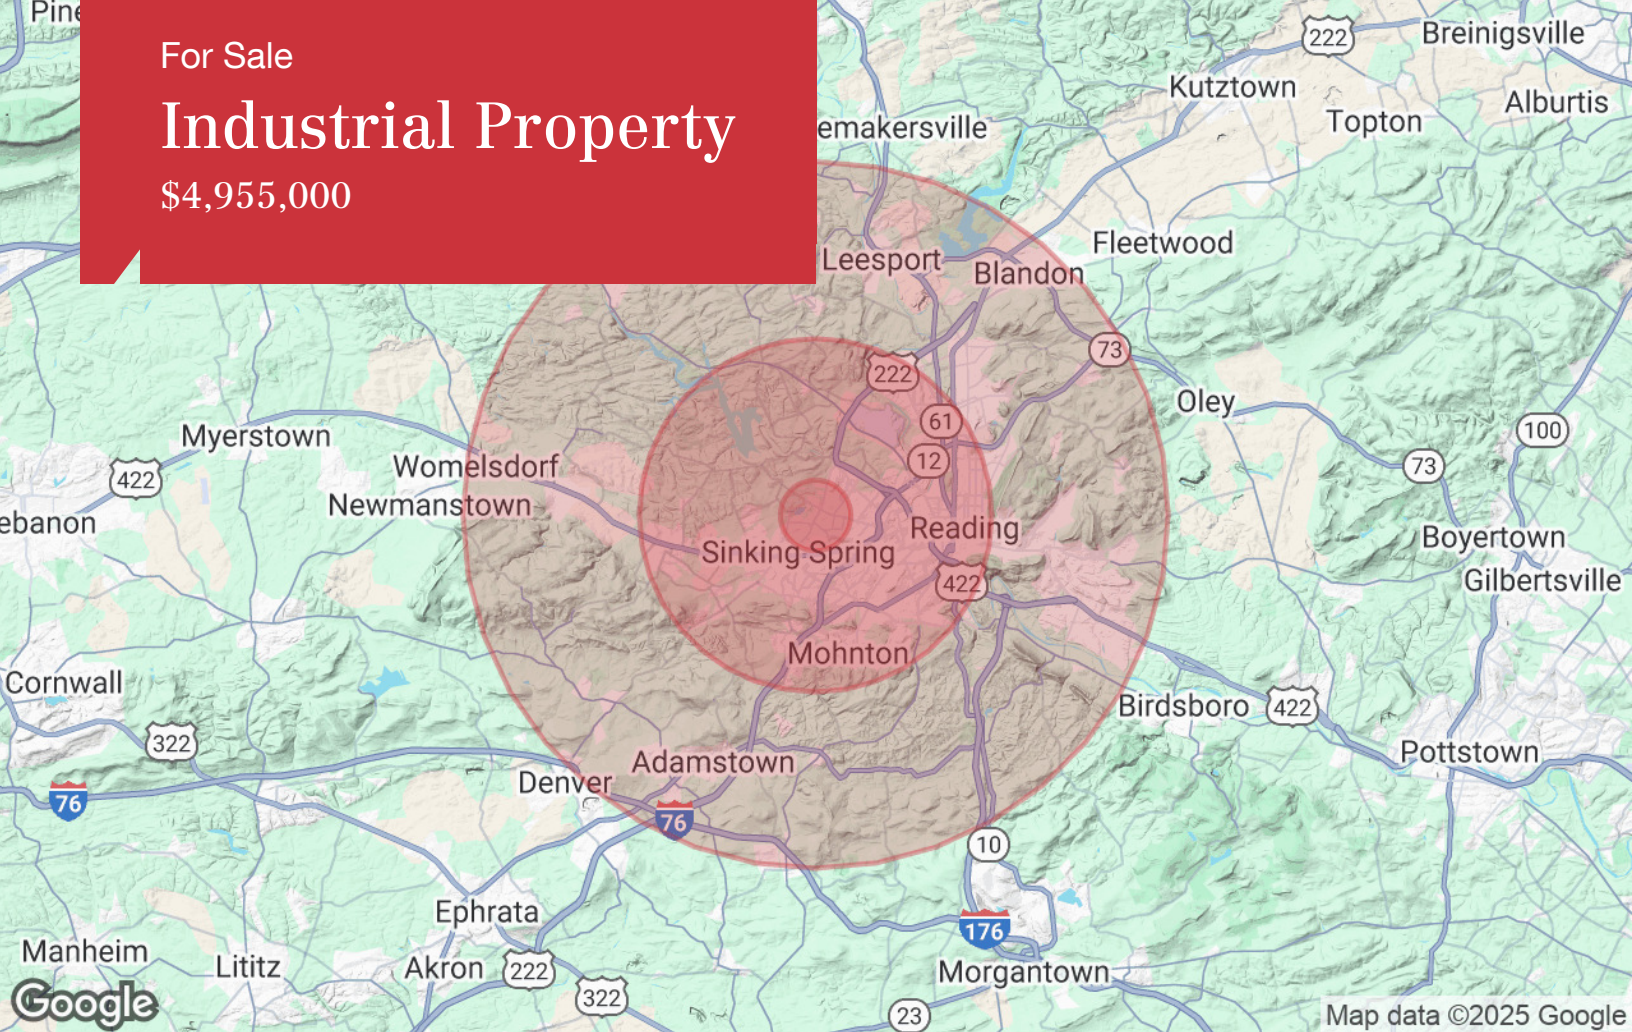 Pine
For Sale
Industrial Property
$4,955,000
222
Breinigsville
Kutztown
Alburtis
Topton
emakersville
Fleetwood
Leesport
Blandon
73
222
Oley
61
100
Myerstown
12
73
Womelsdorf
422
Newmanstown
ebanon
Reading
Boyertown
Sinking Spring
Gilbertsville
422
Mohnton
Cornwall
Birdsboro
422
322
Pottstown
Adamstown
Denver
76
76
10
Ephrata
176
Manheim
Lititz
Akron
222
Morgantown
322
Google
23
Map data ©2025 Google